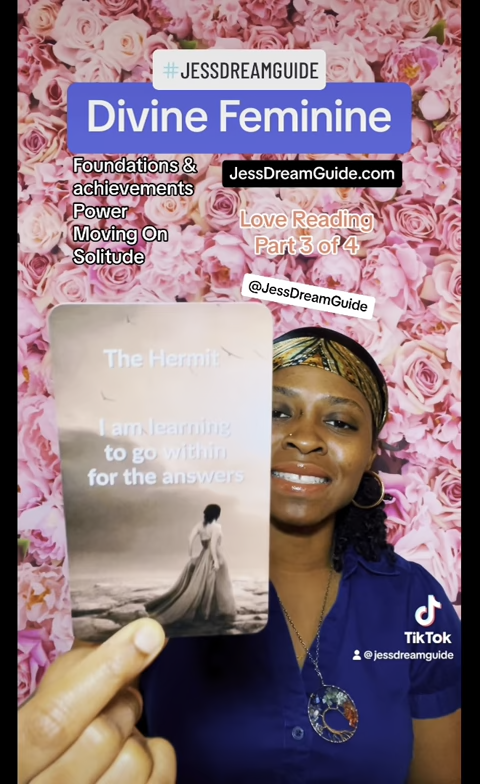 #JESSDREAMGUIDE
Divine Feminine
Foundations &
achievements
Power
Moving On
Solitude
JessDreamGuide.com
Love Reading
Part 3 of 4
@JessDreamGuide
The Hermit
I am learning
to go within
for the answers
TikTok
@jessdreamguide